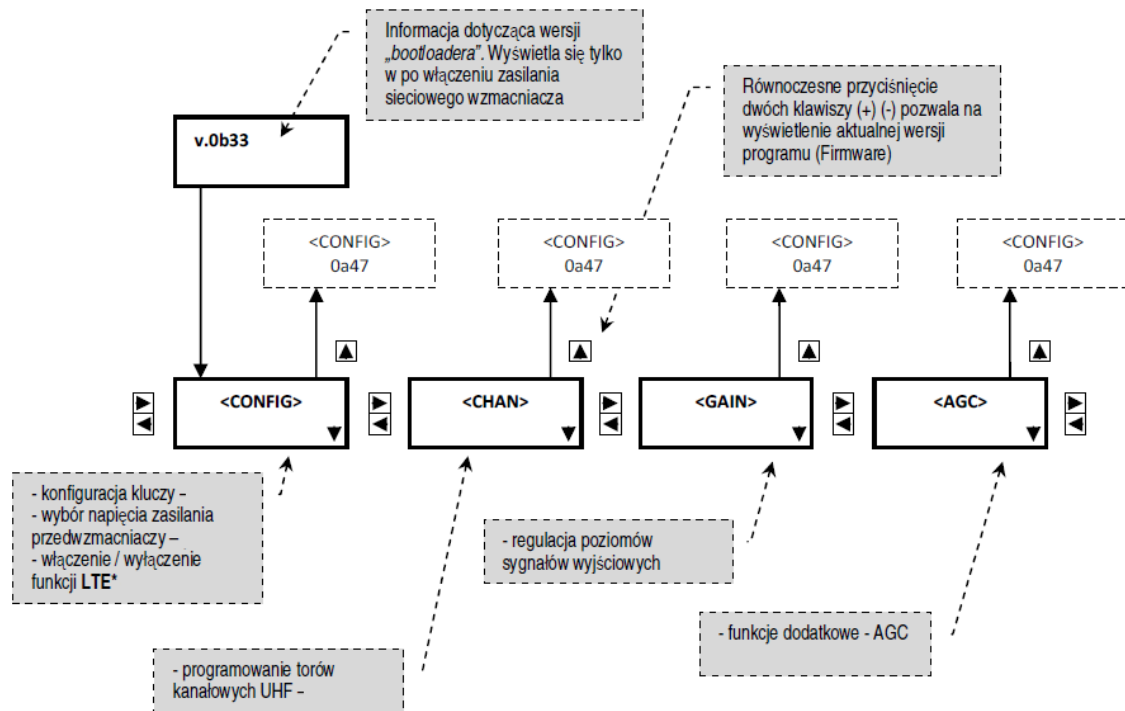 Informacja dotycząca wersji
„bootloadera”. Wyświetla się tylko
w po włączeniu zasilania
sieciowego wzmacniacza
Równoczesne przyciśnięcie
dwóch klawiszy (+) (-) pozwala na
wyświetlenie aktualnej wersji
programu (Firmware)
v.0b33
<CONFIG>
0a47
<CONFIG>
0a47
<CONFIG>
0a47
<CONFIG>
0a47
<CONFIG>
<CHAN>
<GAIN>
<AGC>
- konfiguracja kluczy –
- wybór napięcia zasilania
przedwzmacniaczy –
- włączenie / wyłączenie
funkcji LTE*
- regulacja poziomów
sygnałów wyjściowych
- funkcje dodatkowe - AGC
- programowanie torów
kanałowych UHF –